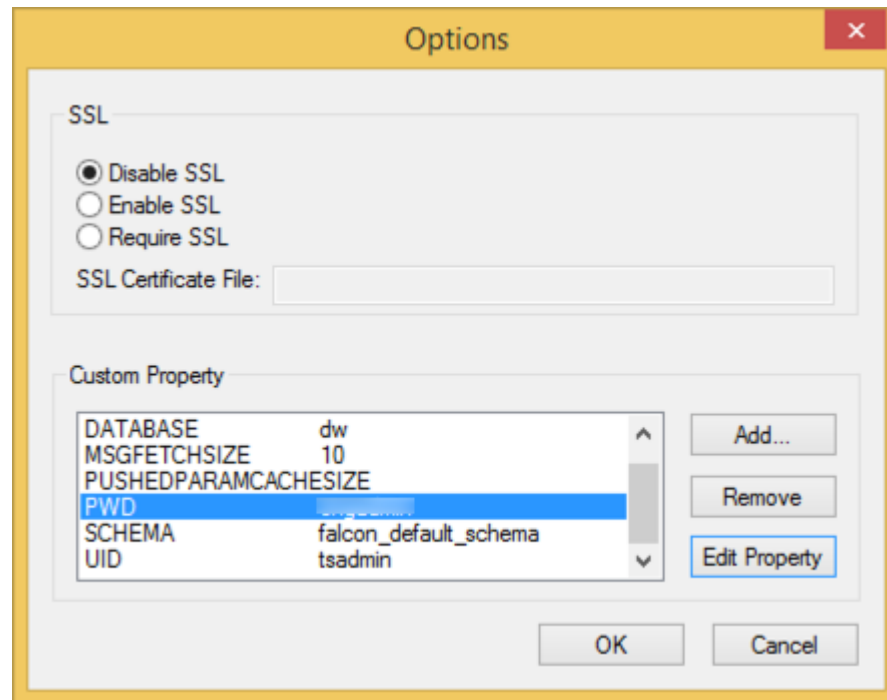 Options
SSL
Disable SSL
Enable SSL
Require SSL
SSL Certificate File:
Custom Property
DATABASE dw
MSGFETCHSIZE 10
PUSHEDPARAMCACHESIZE
PWD
SCHEMA falcon_default_schema
UID tsadmin
Add...
Remove
Edit Property
OK Cancel